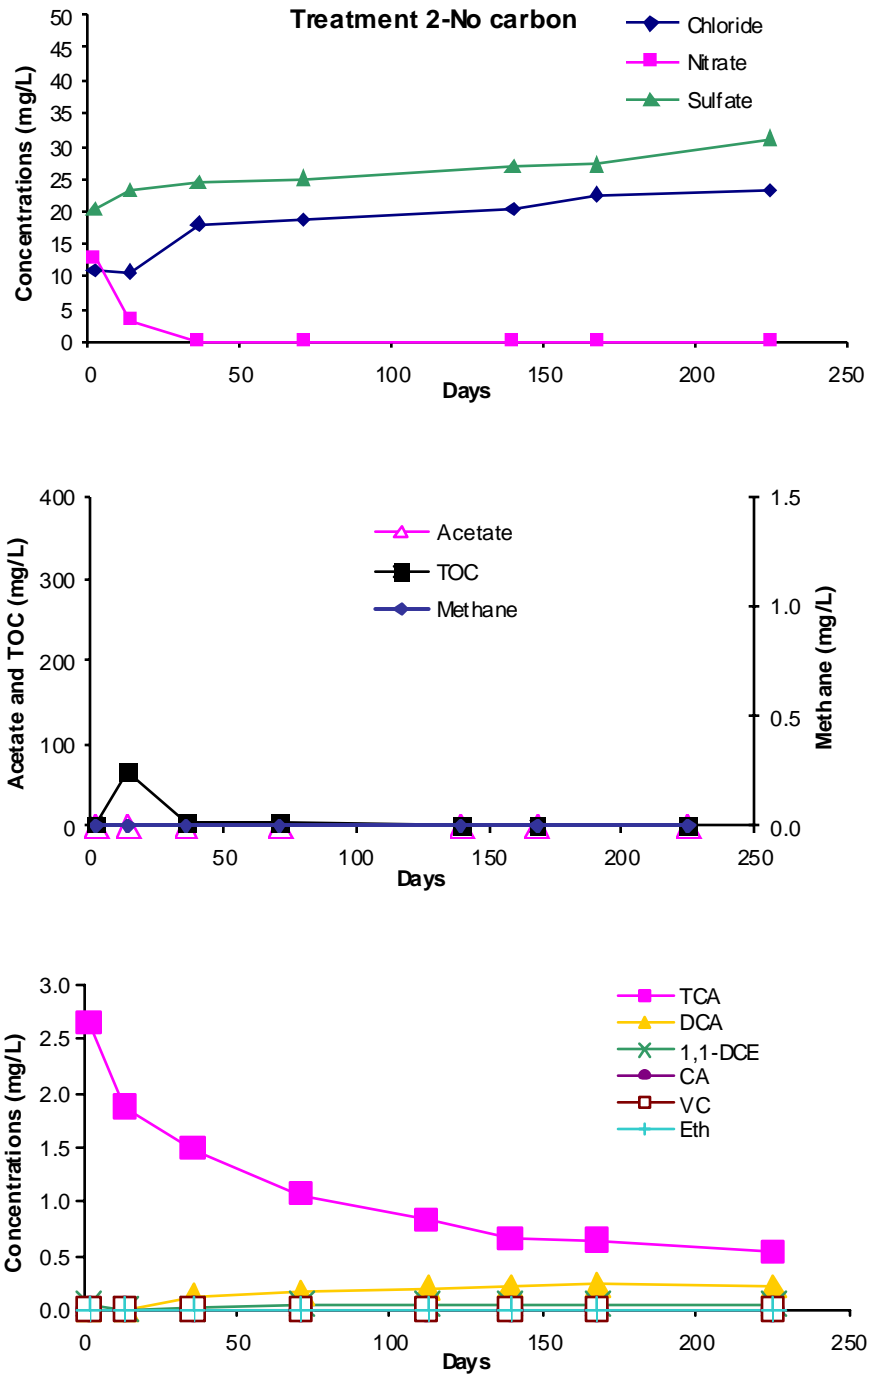 Treatment 2-No carbon
50
45
40
35
30
25
20
15
10
5
0
Concentrations (mg/L)
Chloride
Nitrate
Sulfate
0 50 100 150 200 250
Days
400
300
200
100
0
Acetate and TOC (mg/L)
Acetate
TOC
Methane
1.5
1.0
0.5
0.0
Methane (mg/L)
0 50 100 150 200 250
Days
3.0
2.5
2.0
1.5
1.0
0.5
0.0
Concentrations (mg/L)
TCA
DCA
1,1-DCE
CA
VC
Eth
0 50 100 150 200 250
Days